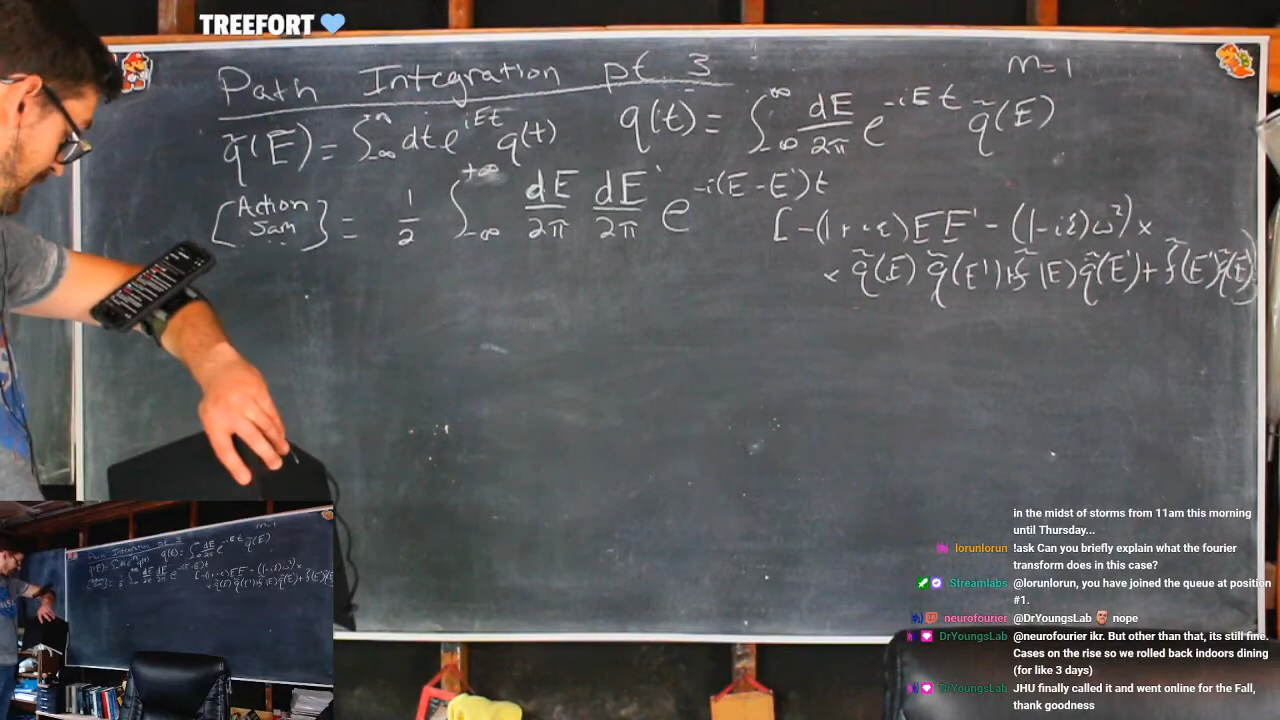 TREEFORT 💙
Path Integration pt 3
m=1
q̃(E) = ∫_{-∞}^{∞} dt e^{iEt} q(t)    q(t) = ∫_{-∞}^{∞} dE/2π e^{-iEt} q̃(E)
[Action Jam] = 1/2 ∫_{-∞}^{+∞} dE/2π dE'/2π e^{-i(E-E')t} [-(1+iε)EE' - (1-iε)ω²) ×
× q̃(E) q̃(E') + f̃(E) q̃(E') + f̃(E') q̃(E)]
in the midst of storms from 11am this morning
until Thursday...
lorunlorun !ask Can you briefly explain what the fourier
transform does in this case?
Streamlabs @lorunlorun, you have joined the queue at position
#1.
neurofourier @DrYoungsLab nope
DrYoungsLab @neurofourier ikr. But other than that, its still fine.
Cases on the rise so we rolled back indoors dining
(for like 3 days)
DrYoungsLab JHU finally called it and went online for the Fall,
thank goodness